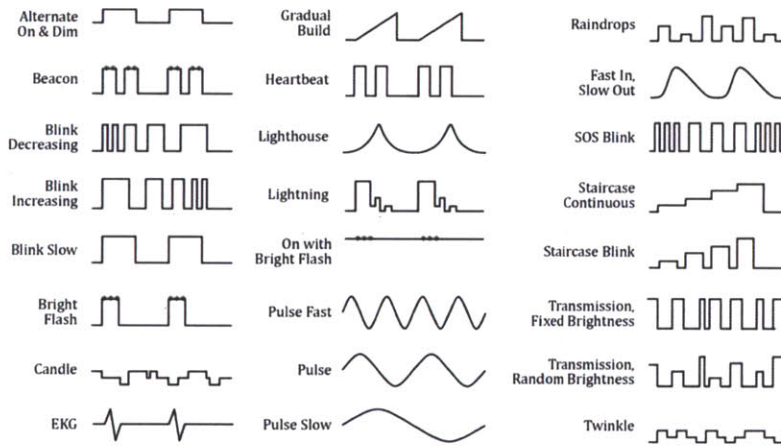 Alternate
On & Dim
Beacon
Blink
Decreasing
Blink
Increasing
Blink Slow
Bright
Flash
Candle
EKG
Gradual
Build
Heartbeat
Lighthouse
Lightning
On with
Bright Flash
Pulse Fast
Pulse
Pulse Slow
Raindrops
Fast In,
Slow Out
SOS Blink
Staircase
Continuous
Staircase Blink
Transmission,
Fixed Brightness
Transmission,
Random Brightness
Twinkle